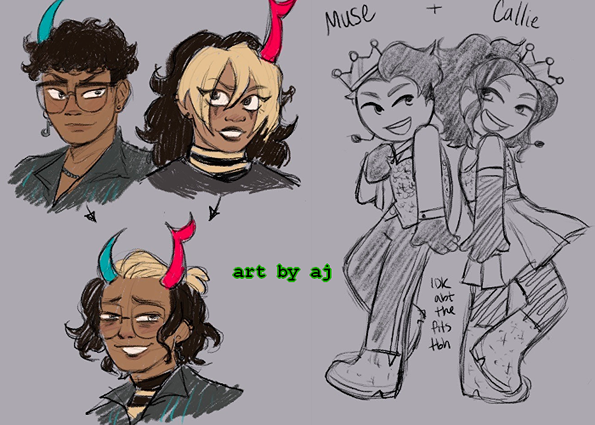 Muse + Callie
art by aj
idk
abt
the
fits
tbh